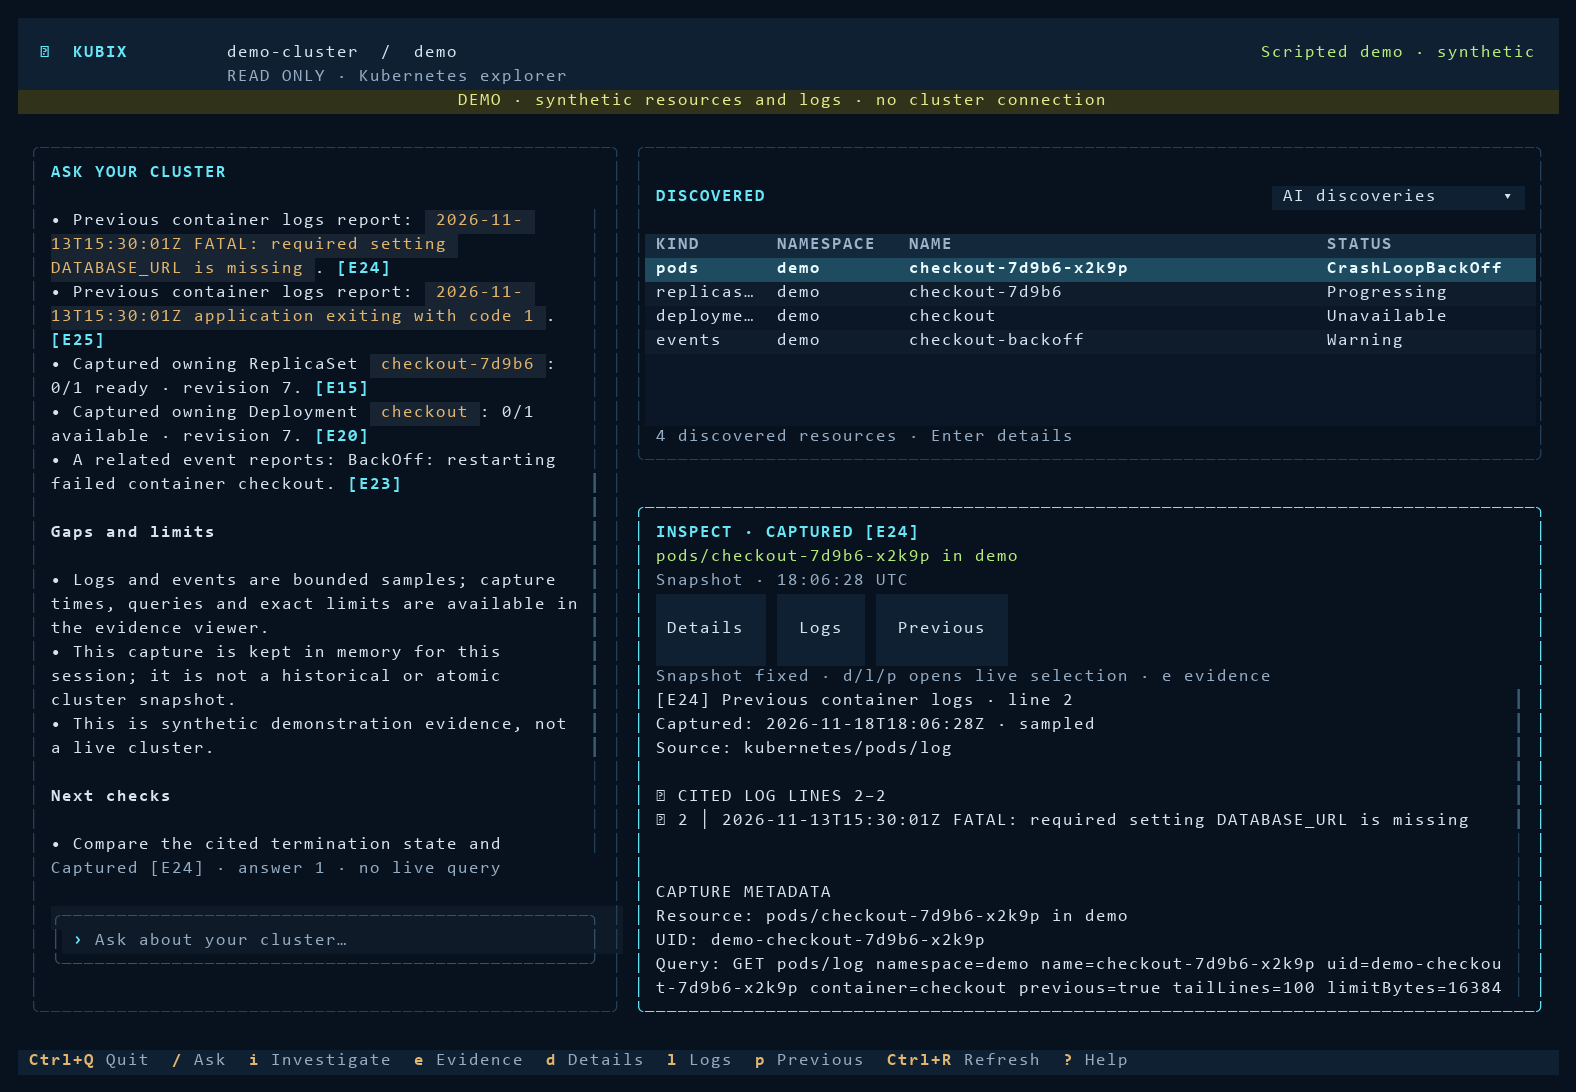 KUBIX demo-cluster / demo Scripted demo · synthetic
READ ONLY · Kubernetes explorer
DEMO · synthetic resources and logs · no cluster connection
ASK YOUR CLUSTER
• Previous container logs report: 2026-11-
13T15:30:01Z FATAL: required setting
DATABASE_URL is missing . [E24]
• Previous container logs report: 2026-11-
13T15:30:01Z application exiting with code 1 .
[E25]
• Captured owning ReplicaSet checkout-7d9b6 :
0/1 ready · revision 7. [E15]
• Captured owning Deployment checkout : 0/1
available · revision 7. [E20]
• A related event reports: BackOff: restarting
failed container checkout. [E23]
Gaps and limits
• Logs and events are bounded samples; capture
times, queries and exact limits are available in
the evidence viewer.
• This capture is kept in memory for this
session; it is not a historical or atomic
cluster snapshot.
• This is synthetic demonstration evidence, not
a live cluster.
Next checks
• Compare the cited termination state and
Captured [E24] · answer 1 · no live query
› Ask about your cluster…
DISCOVERED AI discoveries ▾
KIND NAMESPACE NAME STATUS
pods demo checkout-7d9b6-x2k9p CrashLoopBackOff
replicas… demo checkout-7d9b6 Progressing
deployme… demo checkout Unavailable
events demo checkout-backoff Warning
4 discovered resources · Enter details
INSPECT · CAPTURED [E24]
pods/checkout-7d9b6-x2k9p in demo
Snapshot · 18:06:28 UTC
Details Logs Previous
Snapshot fixed · d/l/p opens live selection · e evidence
[E24] Previous container logs · line 2
Captured: 2026-11-18T18:06:28Z · sampled
Source: kubernetes/pods/log
CITED LOG LINES 2–2
2 │ 2026-11-13T15:30:01Z FATAL: required setting DATABASE_URL is missing
CAPTURE METADATA
Resource: pods/checkout-7d9b6-x2k9p in demo
UID: demo-checkout-7d9b6-x2k9p
Query: GET pods/log namespace=demo name=checkout-7d9b6-x2k9p uid=demo-checkou
t-7d9b6-x2k9p container=checkout previous=true tailLines=100 limitBytes=16384
Ctrl+Q Quit / Ask i Investigate e Evidence d Details l Logs p Previous Ctrl+R Refresh ? Help